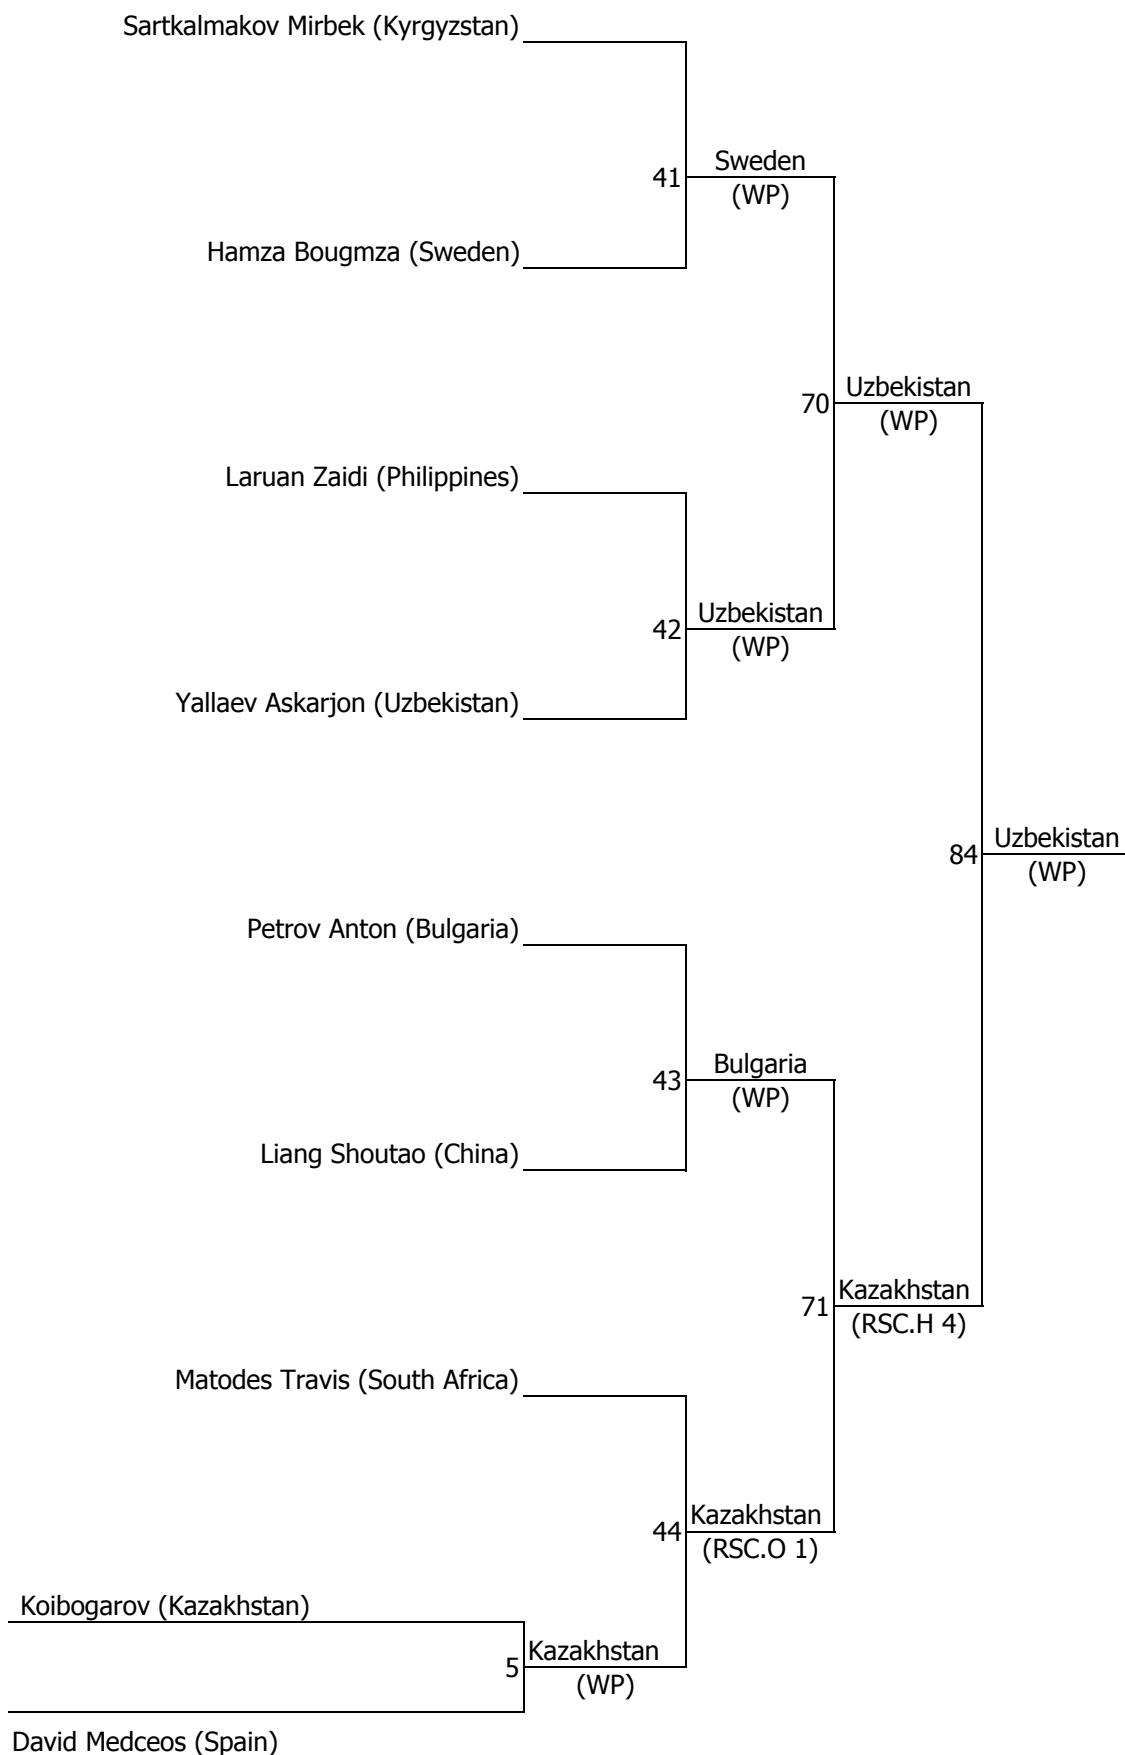 Sartkalmakov Mirbek (Kyrgyzstan)
41
Sweden
(WP)
Hamza Bougmza (Sweden)
70
Uzbekistan
(WP)
Laruan Zaidi (Philippines)
42
Uzbekistan
(WP)
Yallaev Askarjon (Uzbekistan)
84
Uzbekistan
(WP)
Petrov Anton (Bulgaria)
43
Bulgaria
(WP)
Liang Shoutao (China)
71
Kazakhstan
(RSC.H 4)
Matodes Travis (South Africa)
44
Kazakhstan
(RSC.O 1)
Koibogarov (Kazakhstan)
5
Kazakhstan
(WP)
David Medceos (Spain)